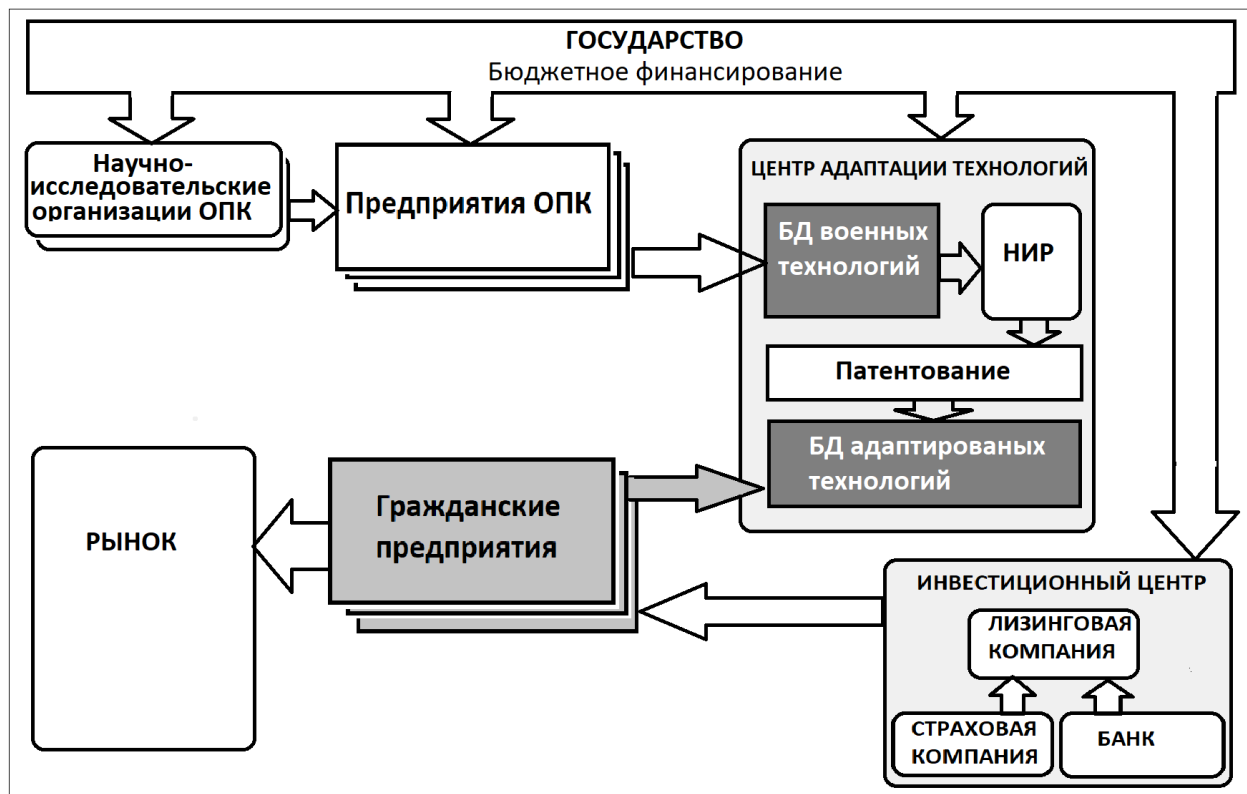 ГОСУДАРСТВО
Бюджетное финансирование
Научно-
исследовательские
организации ОПК
Предприятия ОПК
ЦЕНТР АДАПТАЦИИ ТЕХНОЛОГИЙ
БД военных
технологий
НИР
Патентование
БД адаптированых
технологий
Гражданские
предприятия
РЫНОК
ИНВЕСТИЦИОННЫЙ ЦЕНТР
ЛИЗИНГОВАЯ
КОМПАНИЯ
СТРАХОВАЯ
КОМПАНИЯ
БАНК